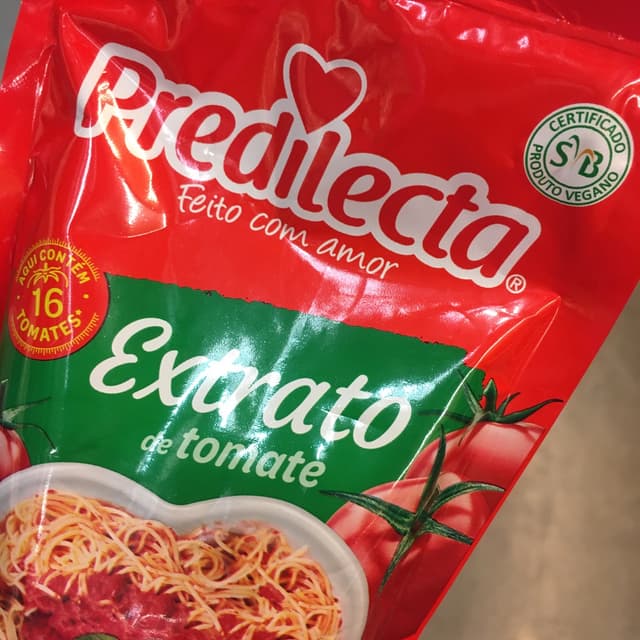 Predilecta®
Feito com amor
CERTIFICADO
SVB
PRODUTO VEGANO
AQUI CONTÉM
16
TOMATES*
Extrato
de tomate